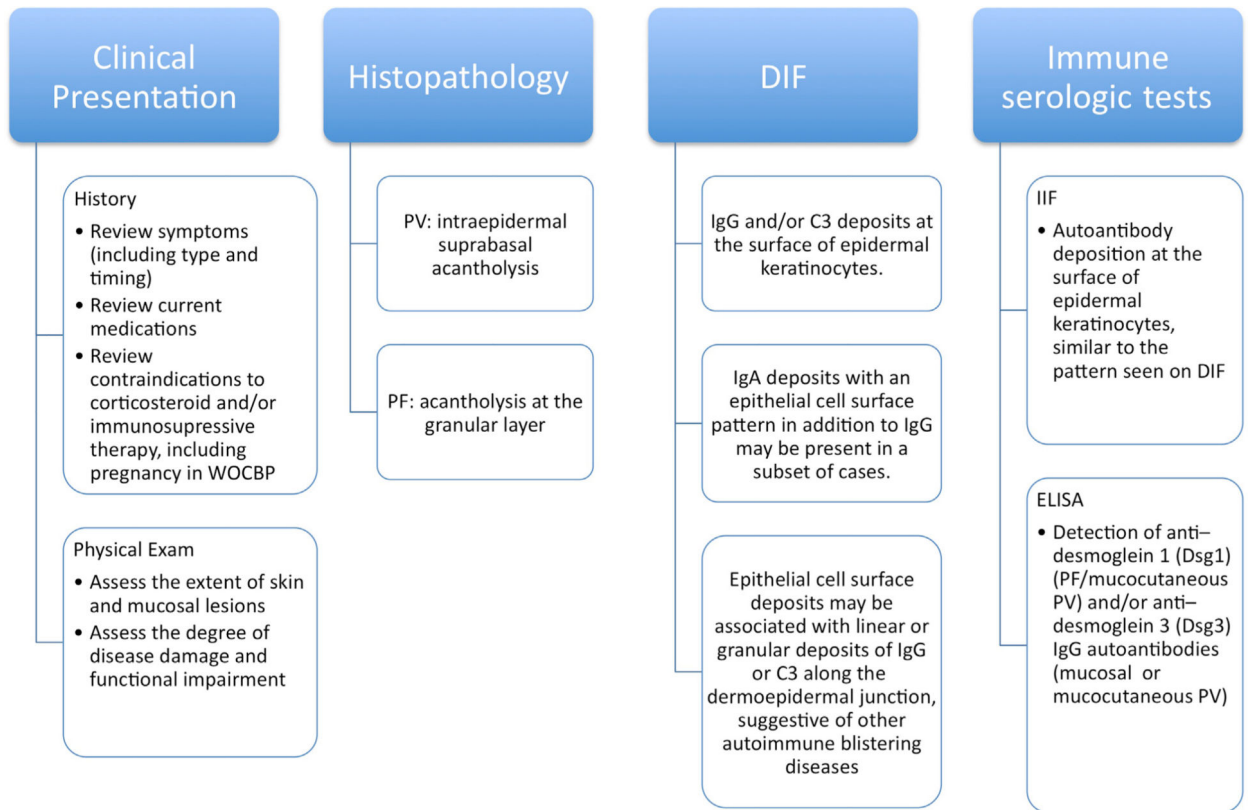 Clinical
Presentation
History
• Review symptoms
(including type and
timing)
• Review current
medications
• Review
contraindications to
corticosteroid and/or
immunosupressive
therapy, including
pregnancy in WOCBP
Physical Exam
• Assess the extent of skin
and mucosal lesions
• Assess the degree of
disease damage and
functional impairment
Histopathology
PV: intraepidermal
suprabasal
acantholysis
PF: acantholysis at the
granular layer
DIF
IgG and/or C3 deposits at
the surface of epidermal
keratinocytes.
IgA deposits with an
epithelial cell surface
pattern in addition to IgG
may be present in a
subset of cases.
Epithelial cell surface
deposits may be
associated with linear or
granular deposits of IgG
or C3 along the
dermoepidermal junction,
suggestive of other
autoimmune blistering
diseases
Immune
serologic tests
IIF
• Autoantibody
deposition at the
surface of
epidermal
keratinocytes,
similar to the
pattern seen on DIF
ELISA
• Detection of anti–
desmoglein 1 (Dsg1)
(PF/mucocutaneous
PV) and/or anti–
desmoglein 3 (Dsg3)
IgG autoantibodies
(mucosal or
mucocutaneous PV)